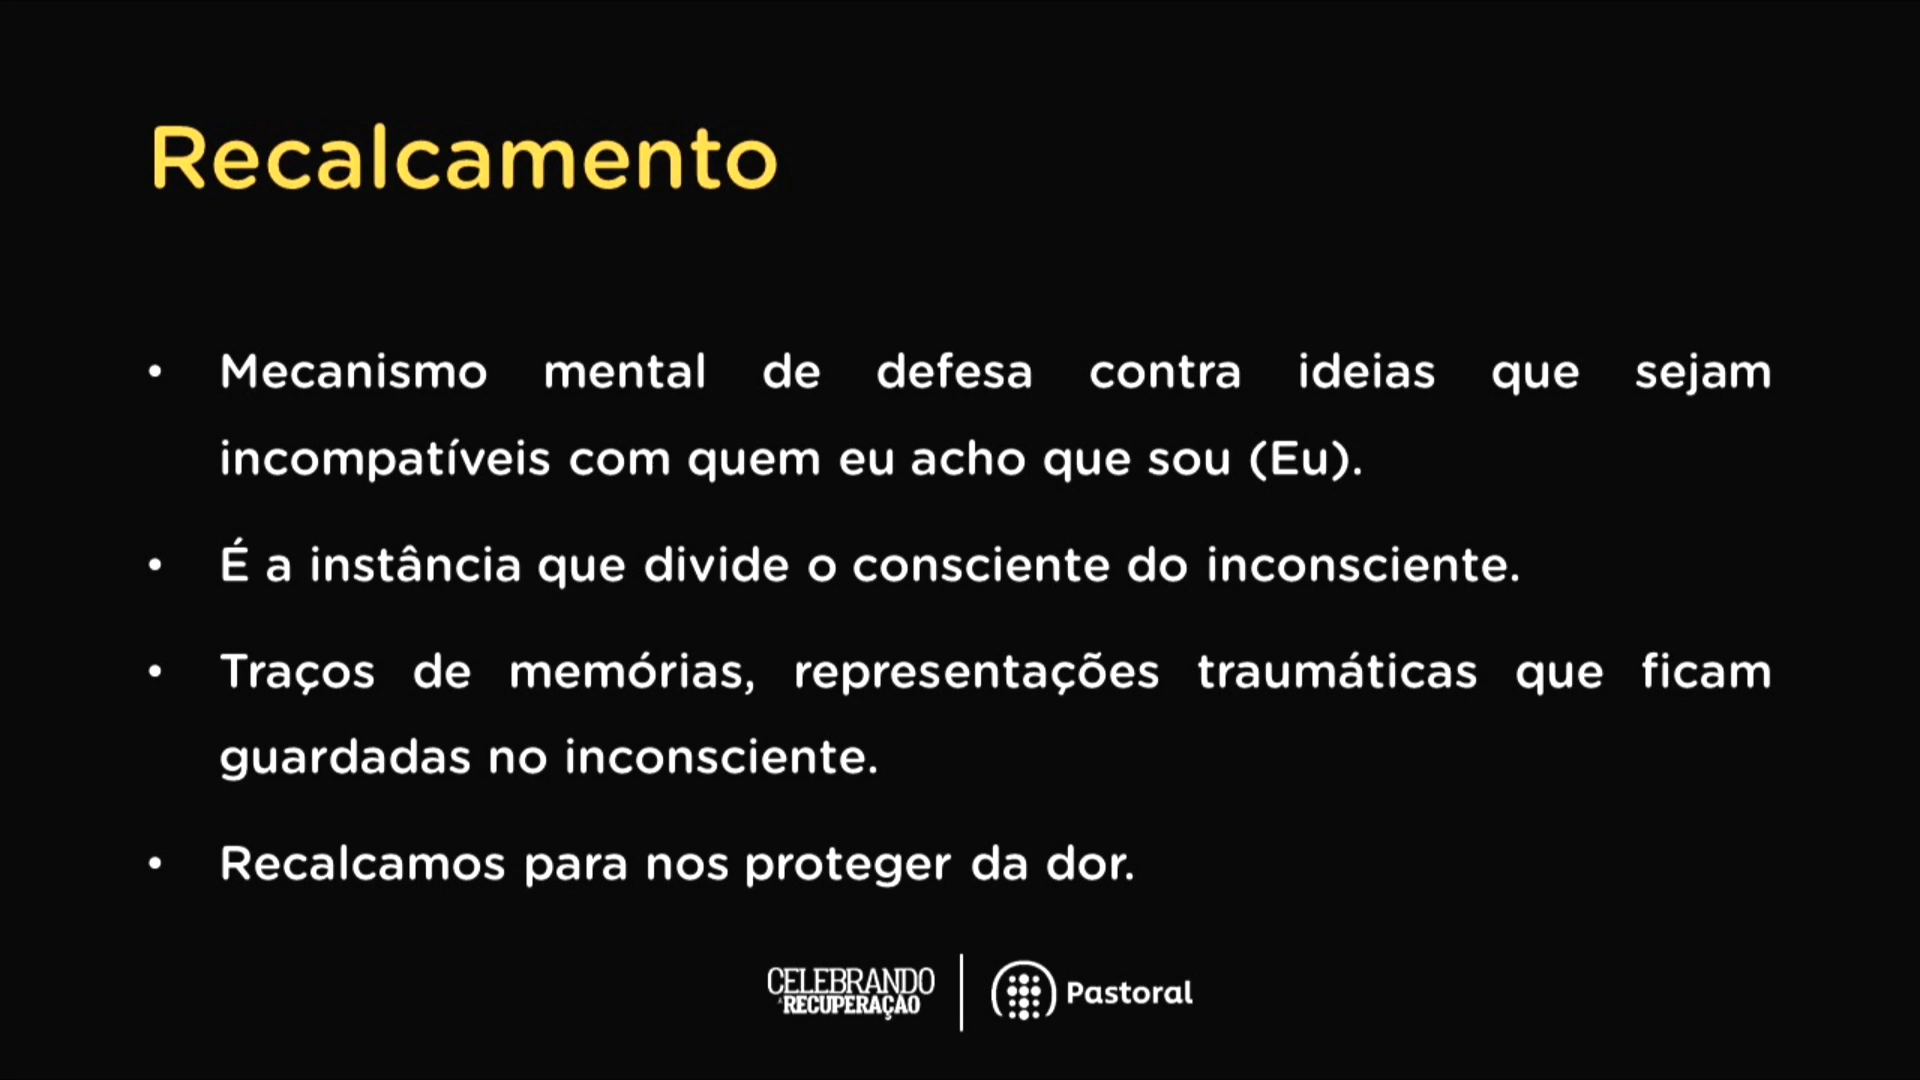 Recalcamento
• Mecanismo mental de defesa contra ideias que sejam
incompatíveis com quem eu acho que sou (Eu).
• É a instância que divide o consciente do inconsciente.
• Traços de memórias, representações traumáticas que ficam
guardadas no inconsciente.
• Recalcamos para nos proteger da dor.
CELEBRANDO
A RECUPERAÇÃO
Pastoral